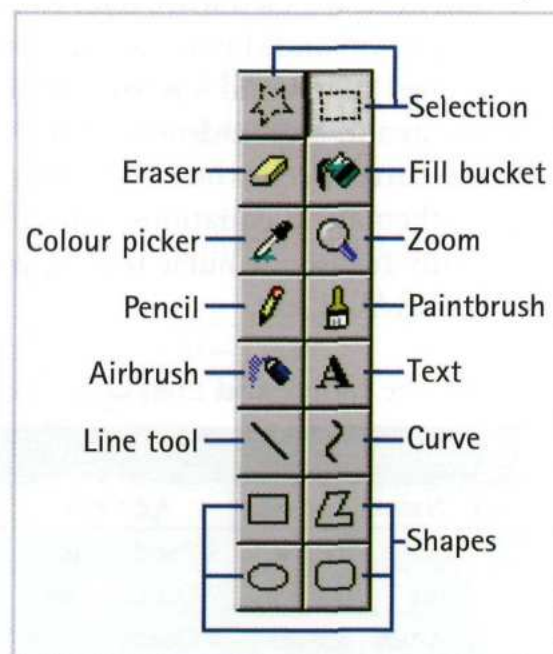 Selection
Eraser
Fill bucket
Colour picker
Zoom
Pencil
Paintbrush
Airbrush
A
Text
Line tool
Curve
Shapes